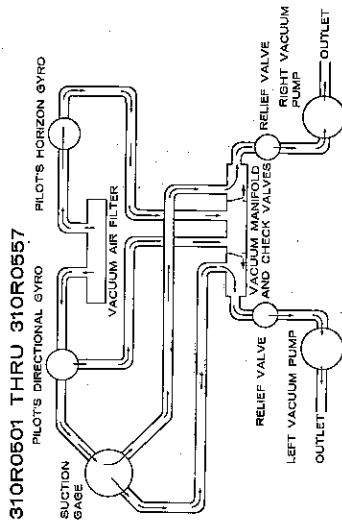 310R0501 THRU 310R0557
PILOT'S DIRECTIONAL GYRO
PILOT'S HORIZON GYRO
SUCTION
GAGE
VACUUM AIR FILTER
RELIEF VALVE
VACUUM MANIFOLD
AND CHECK VALVES
RELIEF VALVE
LEFT VACUUM PUMP
RIGHT VACUUM
PUMP
OUTLET
OUTLET